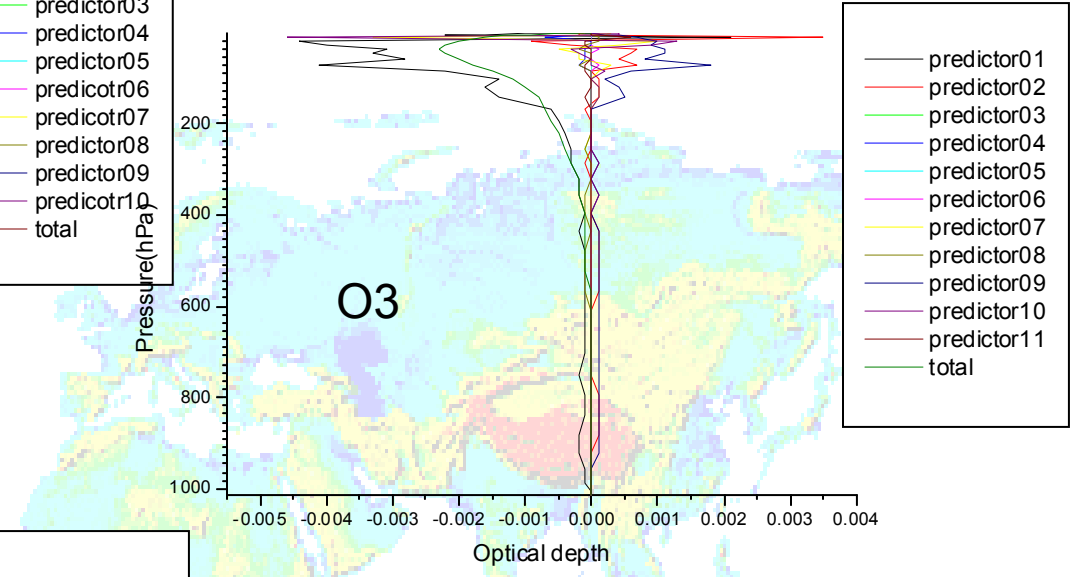 predictor03
predictor04
predictor05
predicotr06
predicotr07
predictor08
predictor09
predicotr10
total
Pressure(hPa)
200
400
600
800
1000
O3
-0.005 -0.004 -0.003 -0.002 -0.001 0.000 0.001 0.002 0.003 0.004
Optical depth
predictor01
predictor02
predictor03
predictor04
predictor05
predictor06
predictor07
predictor08
predictor09
predictor10
predictor11
total